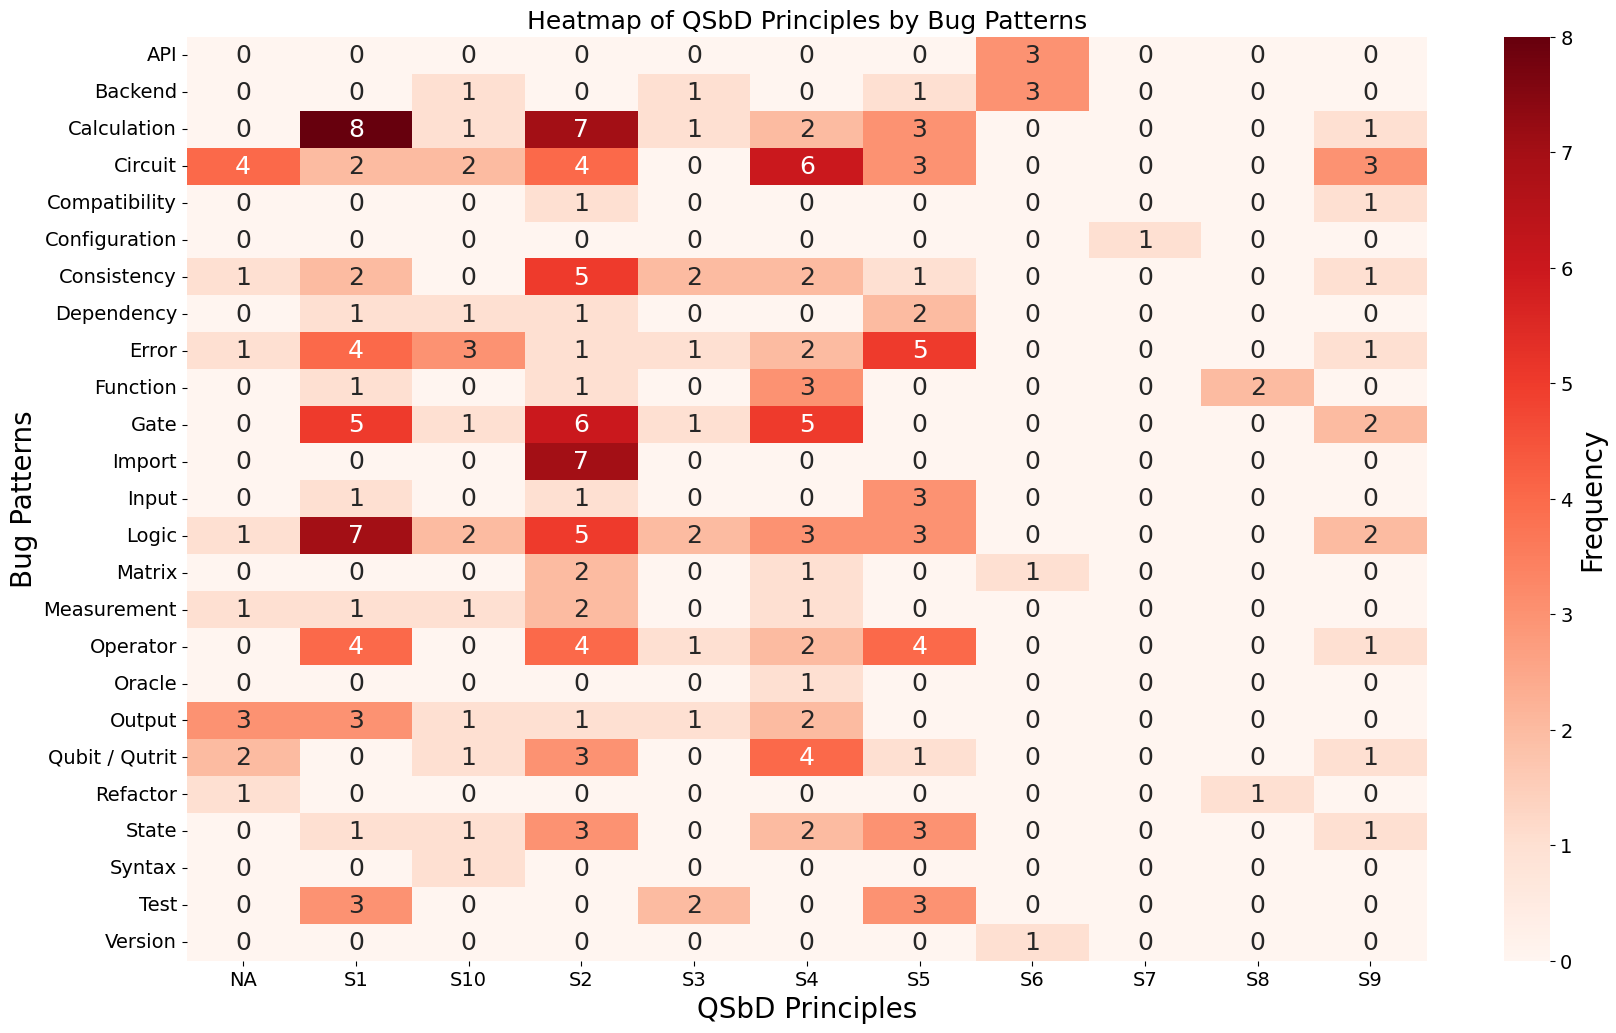 Heatmap of QSbD Principles by Bug Patterns
API 0 0 0 0 0 0 0 3 0 0 0
Backend 0 0 1 0 1 0 1 3 0 0 0
Calculation 0 8 1 7 1 2 3 0 0 0 1
Circuit 4 2 2 4 0 6 3 0 0 0 3
Compatibility 0 0 0 1 0 0 0 0 0 0 1
Configuration 0 0 0 0 0 0 0 0 1 0 0
Consistency 1 2 0 5 2 2 1 0 0 0 1
Dependency 0 1 1 1 0 0 2 0 0 0 0
Error 1 4 3 1 1 2 5 0 0 0 1
Function 0 1 0 1 0 3 0 0 0 2 0
Gate 0 5 1 6 1 5 0 0 0 0 2
Import 0 0 0 7 0 0 0 0 0 0 0
Input 0 1 0 1 0 0 3 0 0 0 0
Logic 1 7 2 5 2 3 3 0 0 0 2
Matrix 0 0 0 2 0 1 0 1 0 0 0
Measurement 1 1 1 2 0 1 0 0 0 0 0
Operator 0 4 0 4 1 2 4 0 0 0 1
Oracle 0 0 0 0 0 1 0 0 0 0 0
Output 3 3 1 1 1 2 0 0 0 0 0
Qubit / Qutrit 2 0 1 3 0 4 1 0 0 0 1
Refactor 1 0 0 0 0 0 0 0 0 1 0
State 0 1 1 3 0 2 3 0 0 0 1
Syntax 0 0 1 0 0 0 0 0 0 0 0
Test 0 3 0 0 2 0 3 0 0 0 0
Version 0 0 0 0 0 0 0 1 0 0 0
NA S1 S10 S2 S3 S4 S5 S6 S7 S8 S9
QSbD Principles
Bug Patterns
8
7
6
5
4
3
2
1
0
Frequency